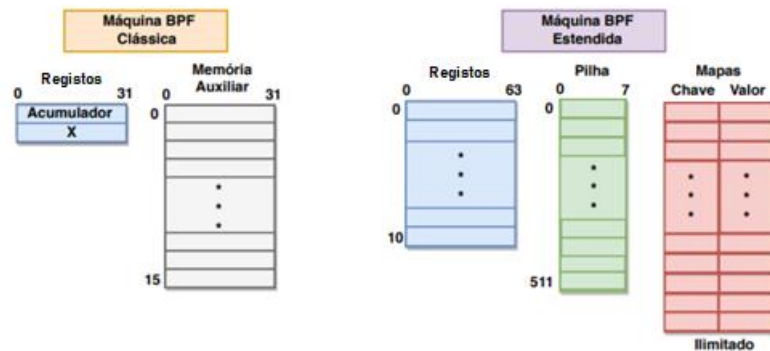 Máquina BPF
Clássica
Registos
0 31
Acumulador
X
Memória
Auxiliar
0 31
0
15
Máquina BPF
Estendida
Registos
0 63
0
10
Pilha
0 7
0
511
Mapas
Chave Valor
Ilimitado